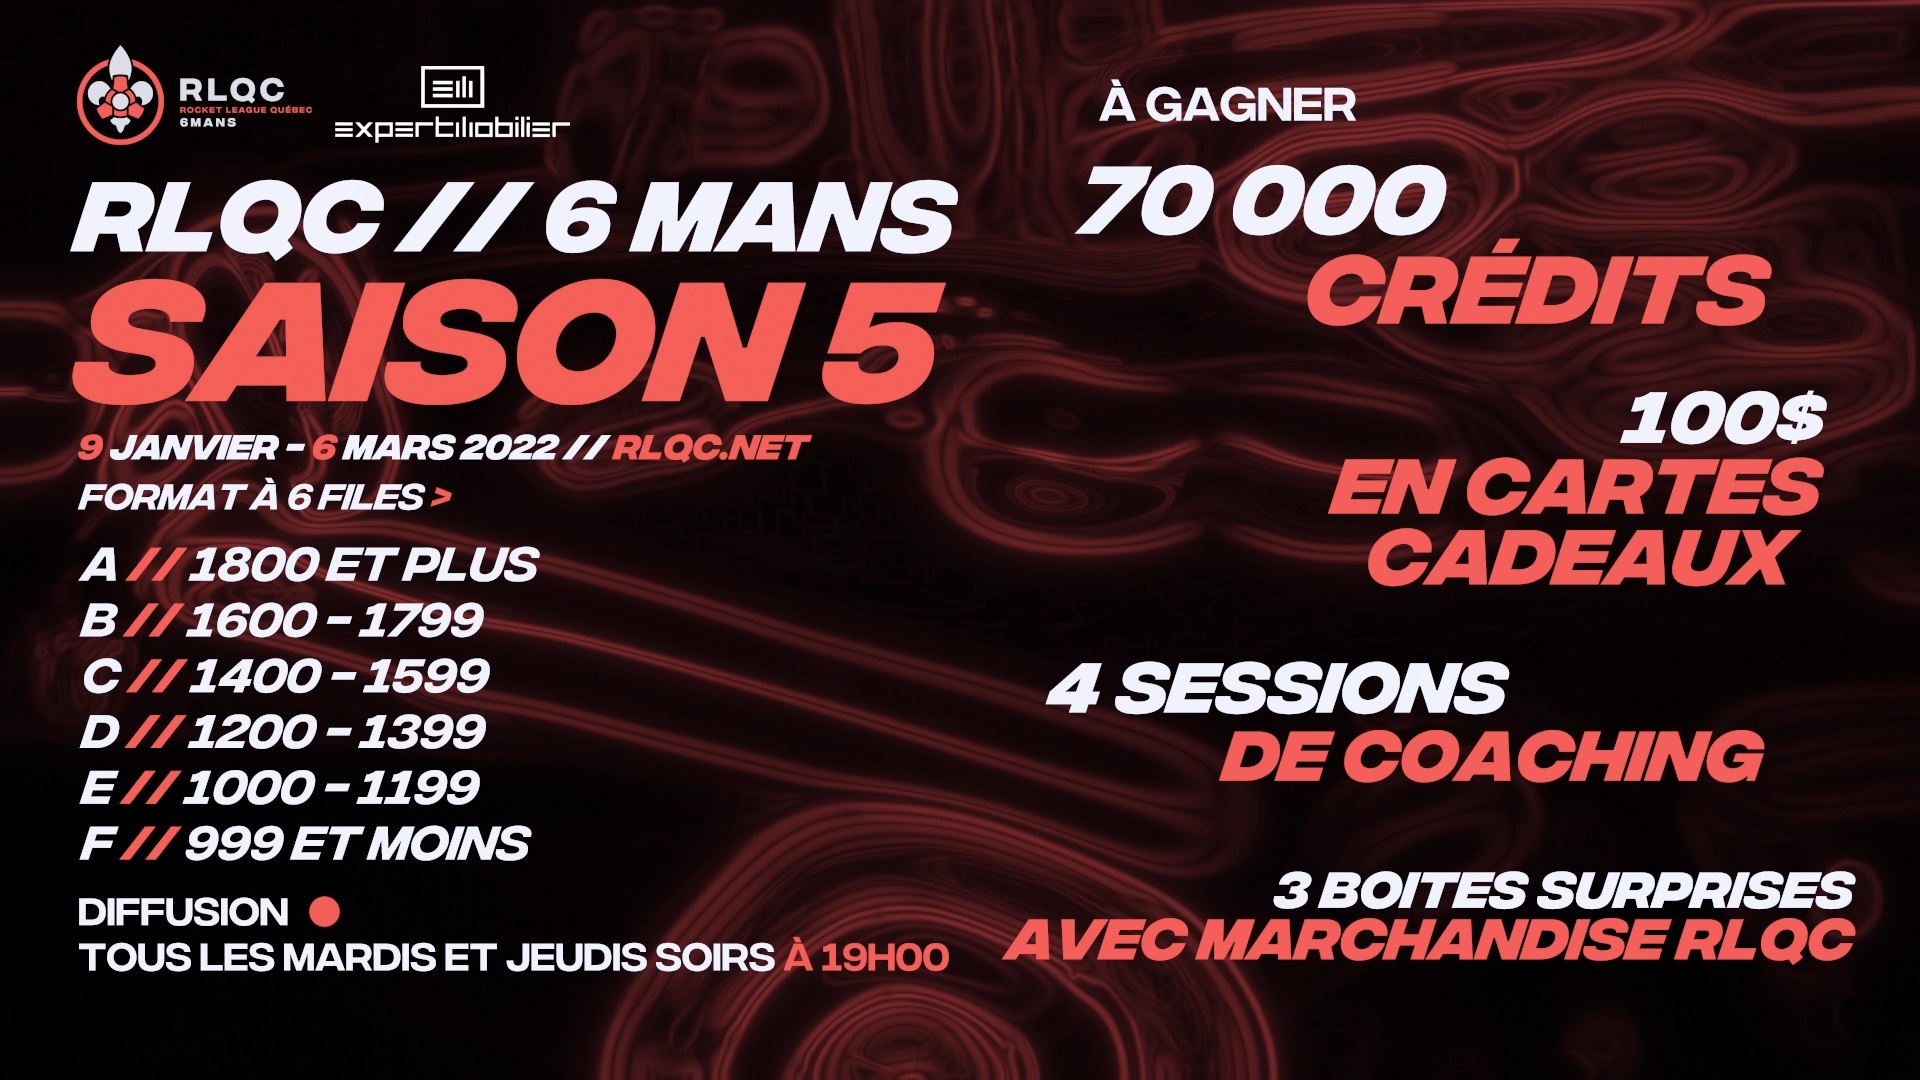 RLQC
ROCKET LEAGUE QUÉBEC
6MANS
expertiliobilier
RLQC // 6 MANS
SAISON 5
9 JANVIER - 6 MARS 2022 // RLQC.NET
FORMAT À 6 FILES >
A // 1800 ET PLUS
B // 1600 - 1799
C // 1400 - 1599
D // 1200 - 1399
E // 1000 - 1199
F // 999 ET MOINS
DIFFUSION
TOUS LES MARDIS ET JEUDIS SOIRS À 19H00
À GAGNER
70 000
CRÉDITS
100$
EN CARTES
CADEAUX
4 SESSIONS
DE COACHING
3 BOITES SURPRISES
AVEC MARCHANDISE RLQC